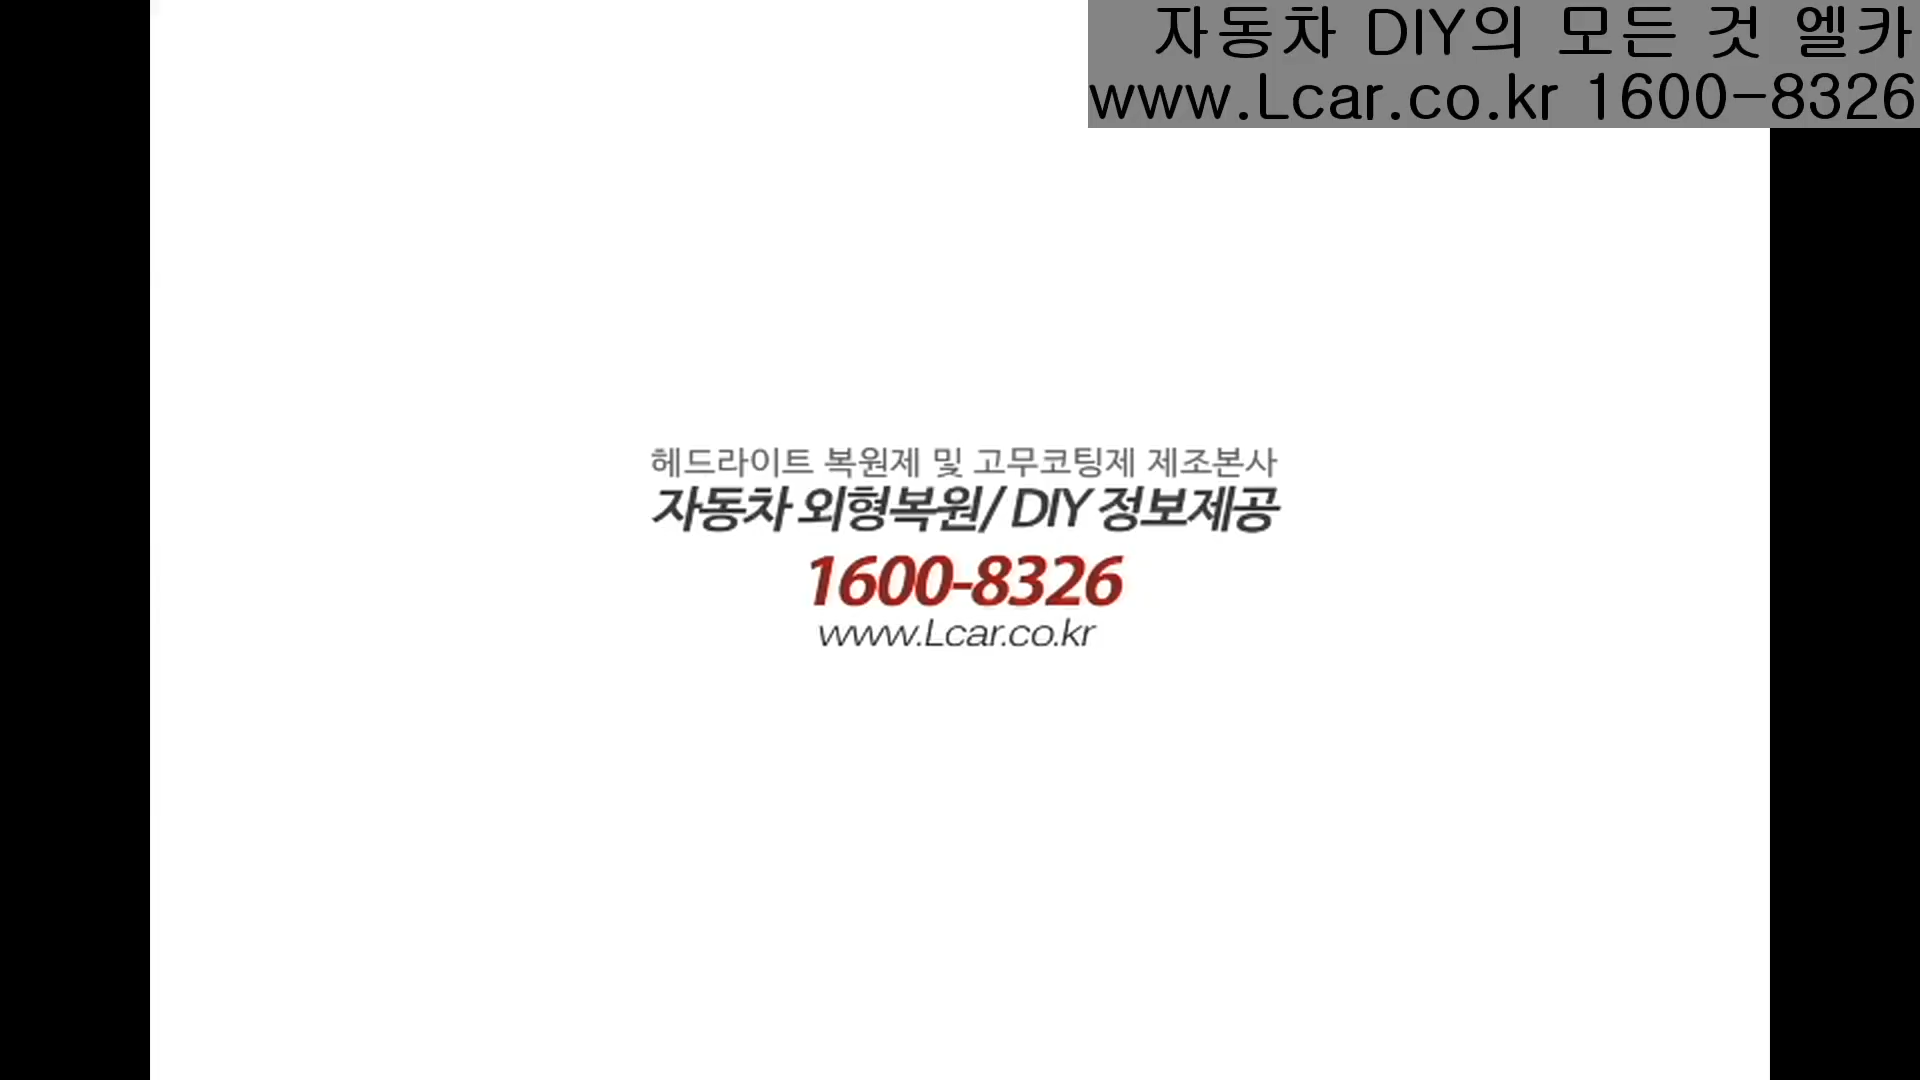 자동차 DIY의 모든 것 엘카
www.Lcar.co.kr 1600-8326
헤드라이트 복원제 및 고무코팅제 제조본사
자동차 외형복원/ DIY 정보제공
1600-8326
www.Lcar.co.kr